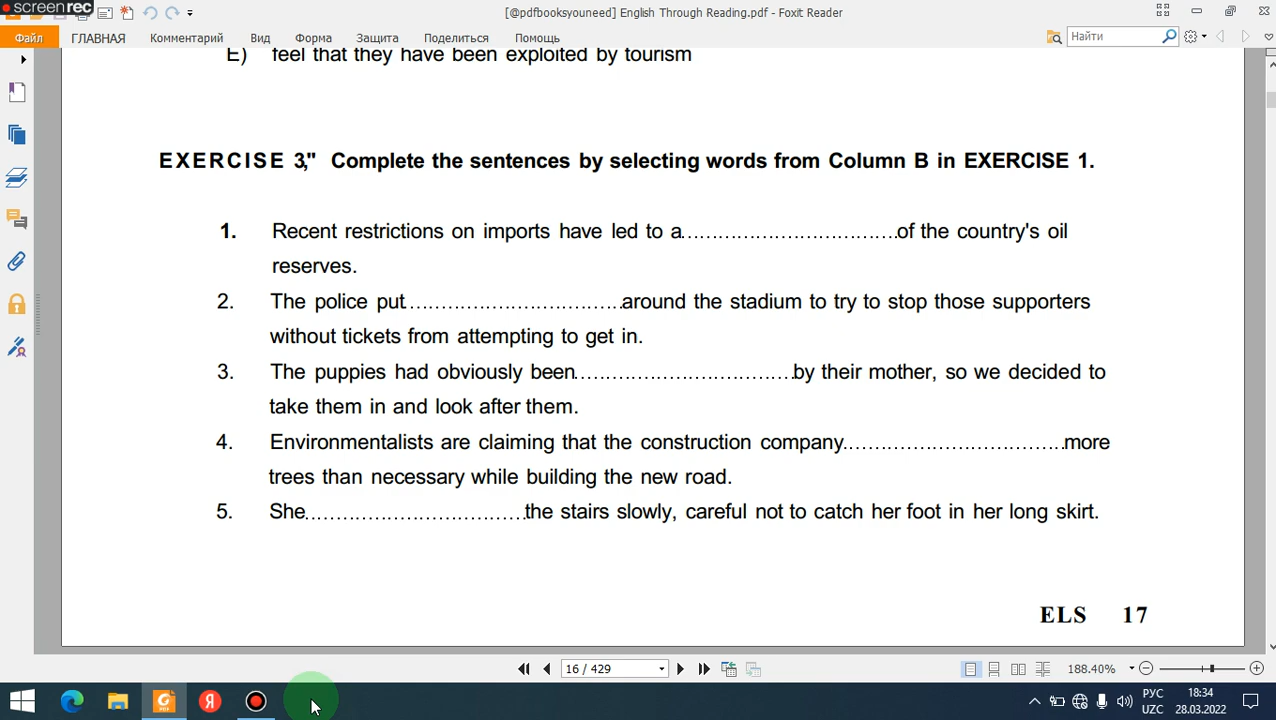 screenrec
[@pdfbooksyouneed] English Through Reading.pdf - Foxit Reader
Файл ГЛАВНАЯ Комментарий Вид Форма Защита Поделиться Помощь Найти
E) feel that they have been exploited by tourism
EXERCISE 3," Complete the sentences by selecting words from Column B in EXERCISE 1.
1. Recent restrictions on imports have led to a...................................of the country's oil
reserves.
2. The police put..................................around the stadium to try to stop those supporters
without tickets from attempting to get in.
3. The puppies had obviously been...................................by their mother, so we decided to
take them in and look after them.
4. Environmentalists are claiming that the construction company...................................more
trees than necessary while building the new road.
5. She...................................the stairs slowly, careful not to catch her foot in her long skirt.
ELS 17
16 / 429 188.40%
РУС 18:34
UZC 28.03.2022